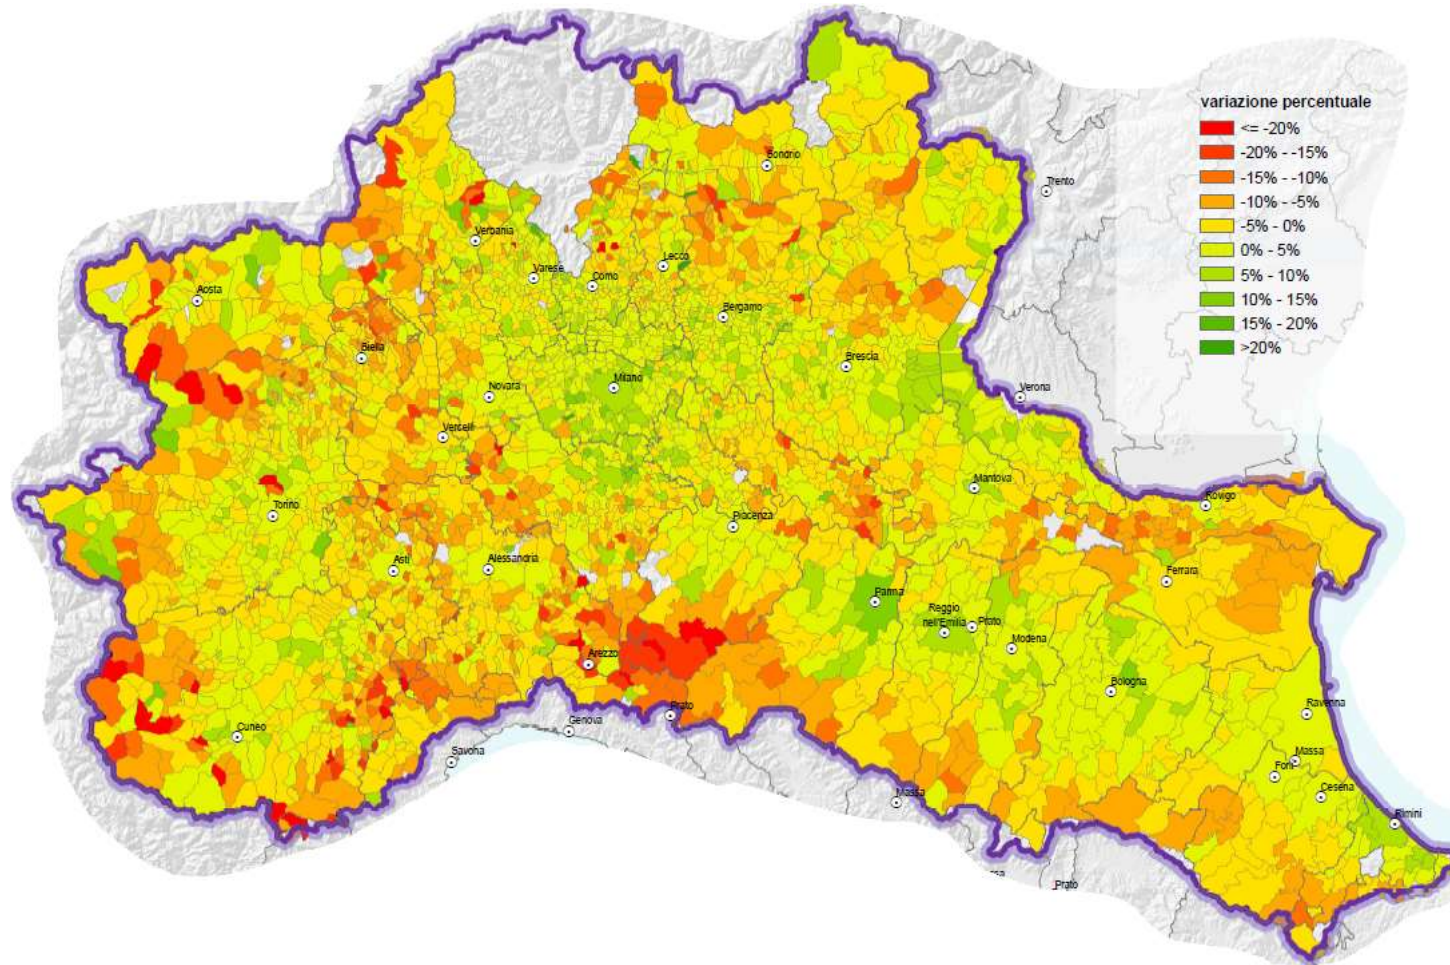 variazione percentuale
<= -20%
-20% - -15%
-15% - -10%
-10% - -5%
-5% - 0%
0% - 5%
5% - 10%
10% - 15%
15% - 20%
>20%
Sondrio
Trento
Verbania
Lecco
Varese
Como
Aosta
Bergamo
Biella
Brescia
Milano
Novara
Verona
Vercelli
Mantova
Rovigo
Torino
Piacenza
Asti
Alessandria
Ferrara
Parma
Reggio
nell'Emilia
Prato
Modena
Arezzo
Bologna
Prato
Ravenna
Genova
Cuneo
Savona
Massa
Forlì
Cesena
Massa
Rimini
Prato